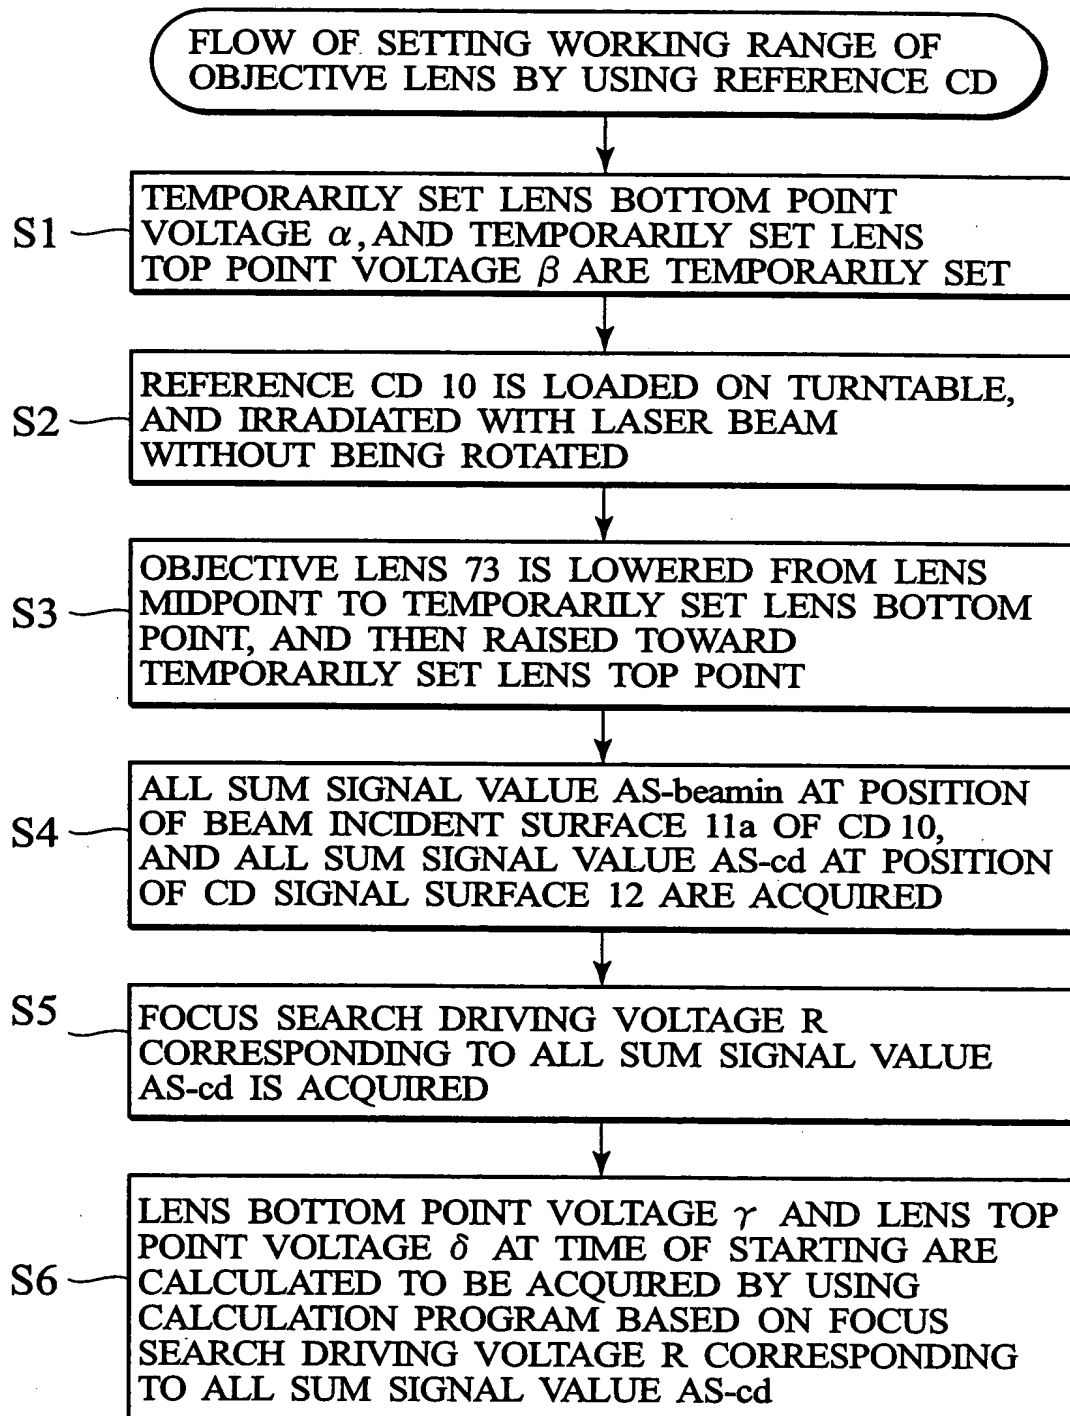 FLOW OF SETTING WORKING RANGE OF
OBJECTIVE LENS BY USING REFERENCE CD
S1
TEMPORARILY SET LENS BOTTOM POINT
VOLTAGE α, AND TEMPORARILY SET LENS
TOP POINT VOLTAGE β ARE TEMPORARILY SET
S2
REFERENCE CD 10 IS LOADED ON TURNTABLE,
AND IRRADIATED WITH LASER BEAM
WITHOUT BEING ROTATED
S3
OBJECTIVE LENS 73 IS LOWERED FROM LENS
MIDPOINT TO TEMPORARILY SET LENS BOTTOM
POINT, AND THEN RAISED TOWARD
TEMPORARILY SET LENS TOP POINT
S4
ALL SUM SIGNAL VALUE AS-beamin AT POSITION
OF BEAM INCIDENT SURFACE 11a OF CD 10,
AND ALL SUM SIGNAL VALUE AS-cd AT POSITION
OF CD SIGNAL SURFACE 12 ARE ACQUIRED
S5
FOCUS SEARCH DRIVING VOLTAGE R
CORRESPONDING TO ALL SUM SIGNAL VALUE
AS-cd IS ACQUIRED
S6
LENS BOTTOM POINT VOLTAGE γ AND LENS TOP
POINT VOLTAGE δ AT TIME OF STARTING ARE
CALCULATED TO BE ACQUIRED BY USING
CALCULATION PROGRAM BASED ON FOCUS
SEARCH DRIVING VOLTAGE R CORRESPONDING
TO ALL SUM SIGNAL VALUE AS-cd